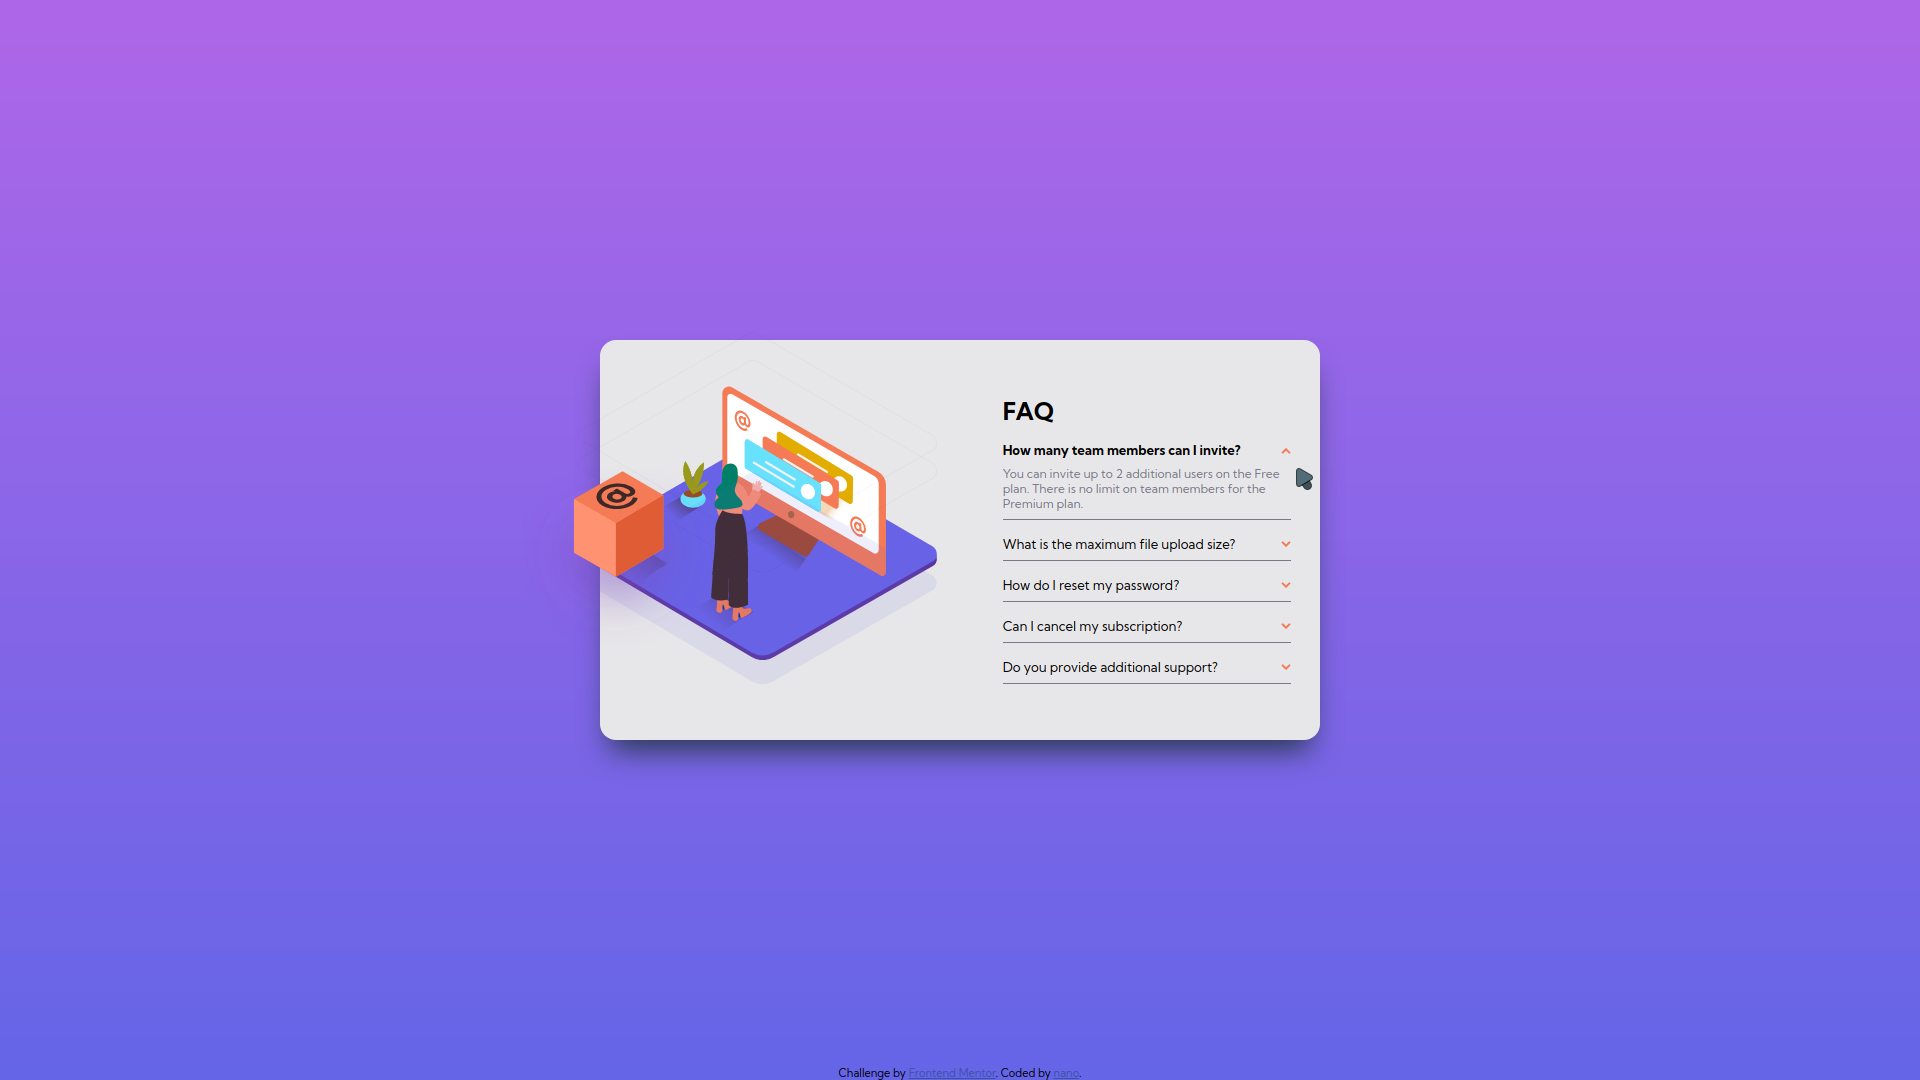 FAQ
How many team members can I invite?
You can invite up to 2 additional users on the Free
plan. There is no limit on team members for the
Premium plan.
What is the maximum file upload size?
How do I reset my password?
Can I cancel my subscription?
Do you provide additional support?
@
@
@
Challenge by Frontend Mentor. Coded by nano.